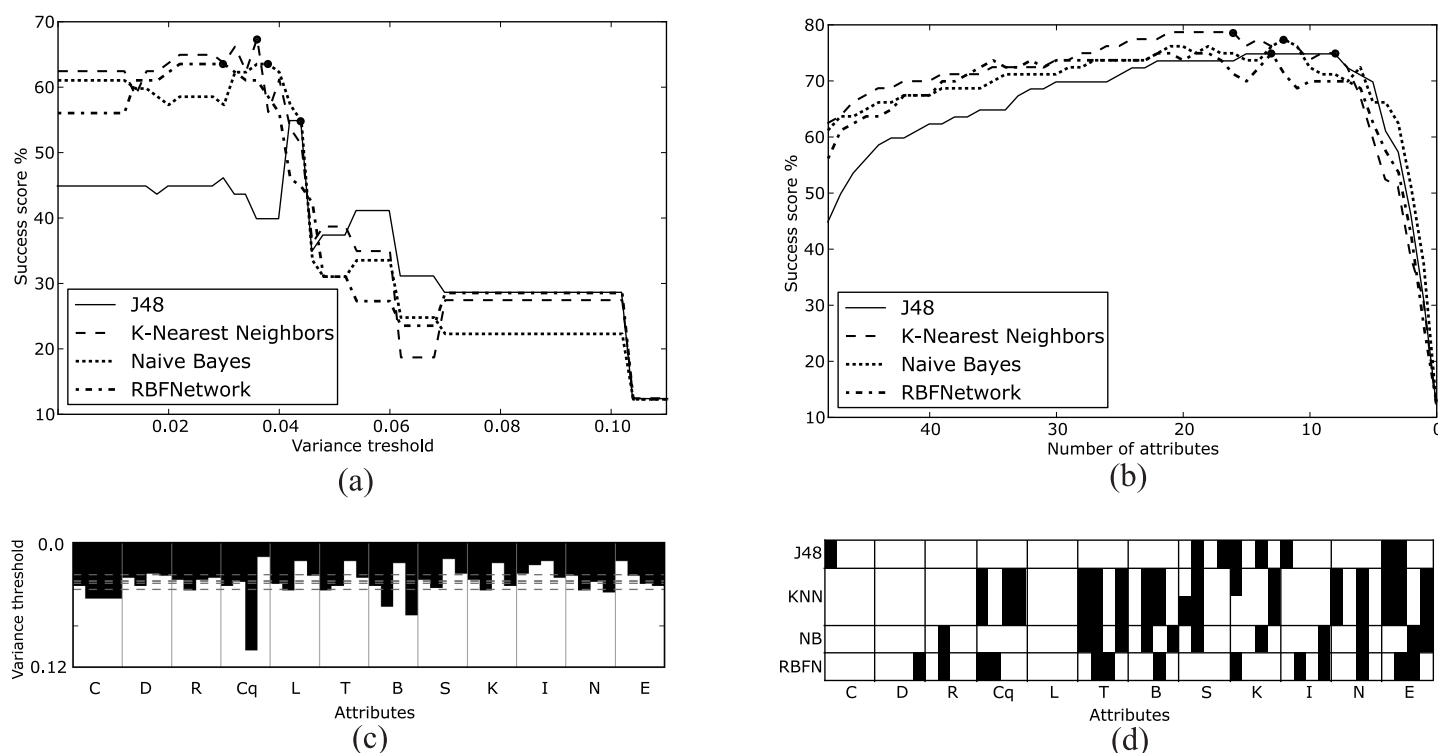 70
60
50
40
30
20
10
Success score %
J48
K-Nearest Neighbors
Naive Bayes
RBFNetwork
0.02
0.04
0.06
0.08
0.10
Variance treshold
(a)
80
70
60
50
40
30
20
10
Success score %
J48
K-Nearest Neighbors
Naive Bayes
RBFNetwork
40
30
20
10
0
Number of attributes
(b)
Variance threshold
0.0
0.12
C D R Cq L T B S K I N E
Attributes
(c)
J48
KNN
NB
RBFN
C D R Cq L T B S K I N E
Attributes
(d)